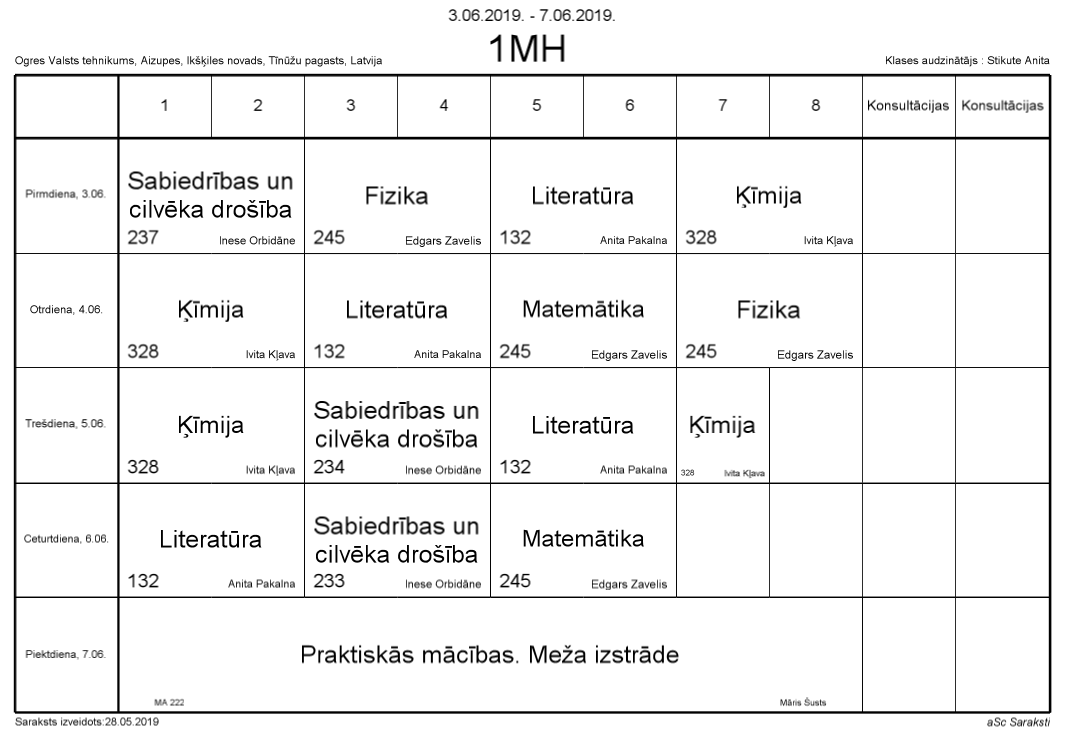 3.06.2019. - 7.06.2019.
1MH
Ogres Valsts tehnikums, Aizupes, Ikšķiles novads, Tīnūžu pagasts, Latvija
Klases audzinātājs : Stikute Anita
1 2 3 4 5 6 7 8 Konsultācijas Konsultācijas
Pirmdiena, 3.06.
Sabiedrības un
cilvēka drošība
237 Inese Orbidāne
Fizika
245 Edgars Zavelis
Literatūra
132 Anita Pakalna
Ķīmija
328 Ivita Kļava
Otrdiena, 4.06.
Ķīmija
328 Ivita Kļava
Literatūra
132 Anita Pakalna
Matemātika
245 Edgars Zavelis
Fizika
245 Edgars Zavelis
Trešdiena, 5.06.
Ķīmija
328 Ivita Kļava
Sabiedrības un
cilvēka drošība
234 Inese Orbidāne
Literatūra
132 Anita Pakalna
Ķīmija
328 Ivita Kļava
Ceturtdiena, 6.06.
Literatūra
132 Anita Pakalna
Sabiedrības un
cilvēka drošība
233 Inese Orbidāne
Matemātika
245 Edgars Zavelis
Piektdiena, 7.06.
Praktiskās mācības. Meža izstrāde
MA 222 Māris Šusts
Saraksts izveidots:28.05.2019
aSc Saraksti